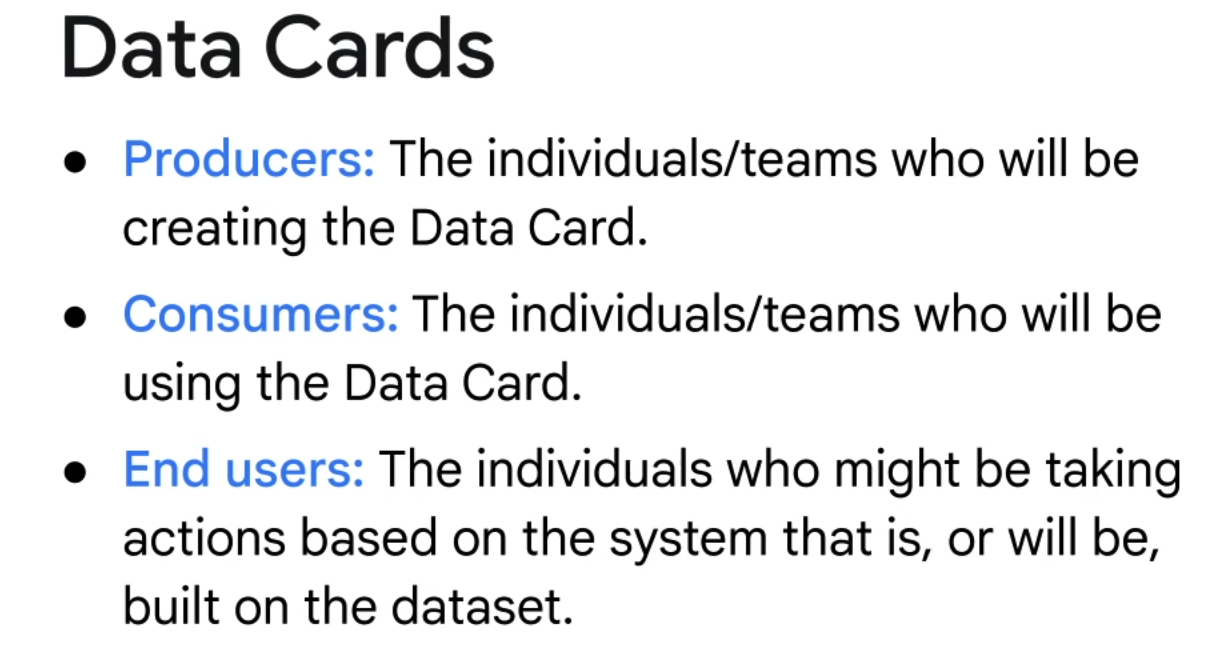 Data Cards
● Producers: The individuals/teams who will be
creating the Data Card.
● Consumers: The individuals/teams who will be
using the Data Card.
● End users: The individuals who might be taking
actions based on the system that is, or will be,
built on the dataset.